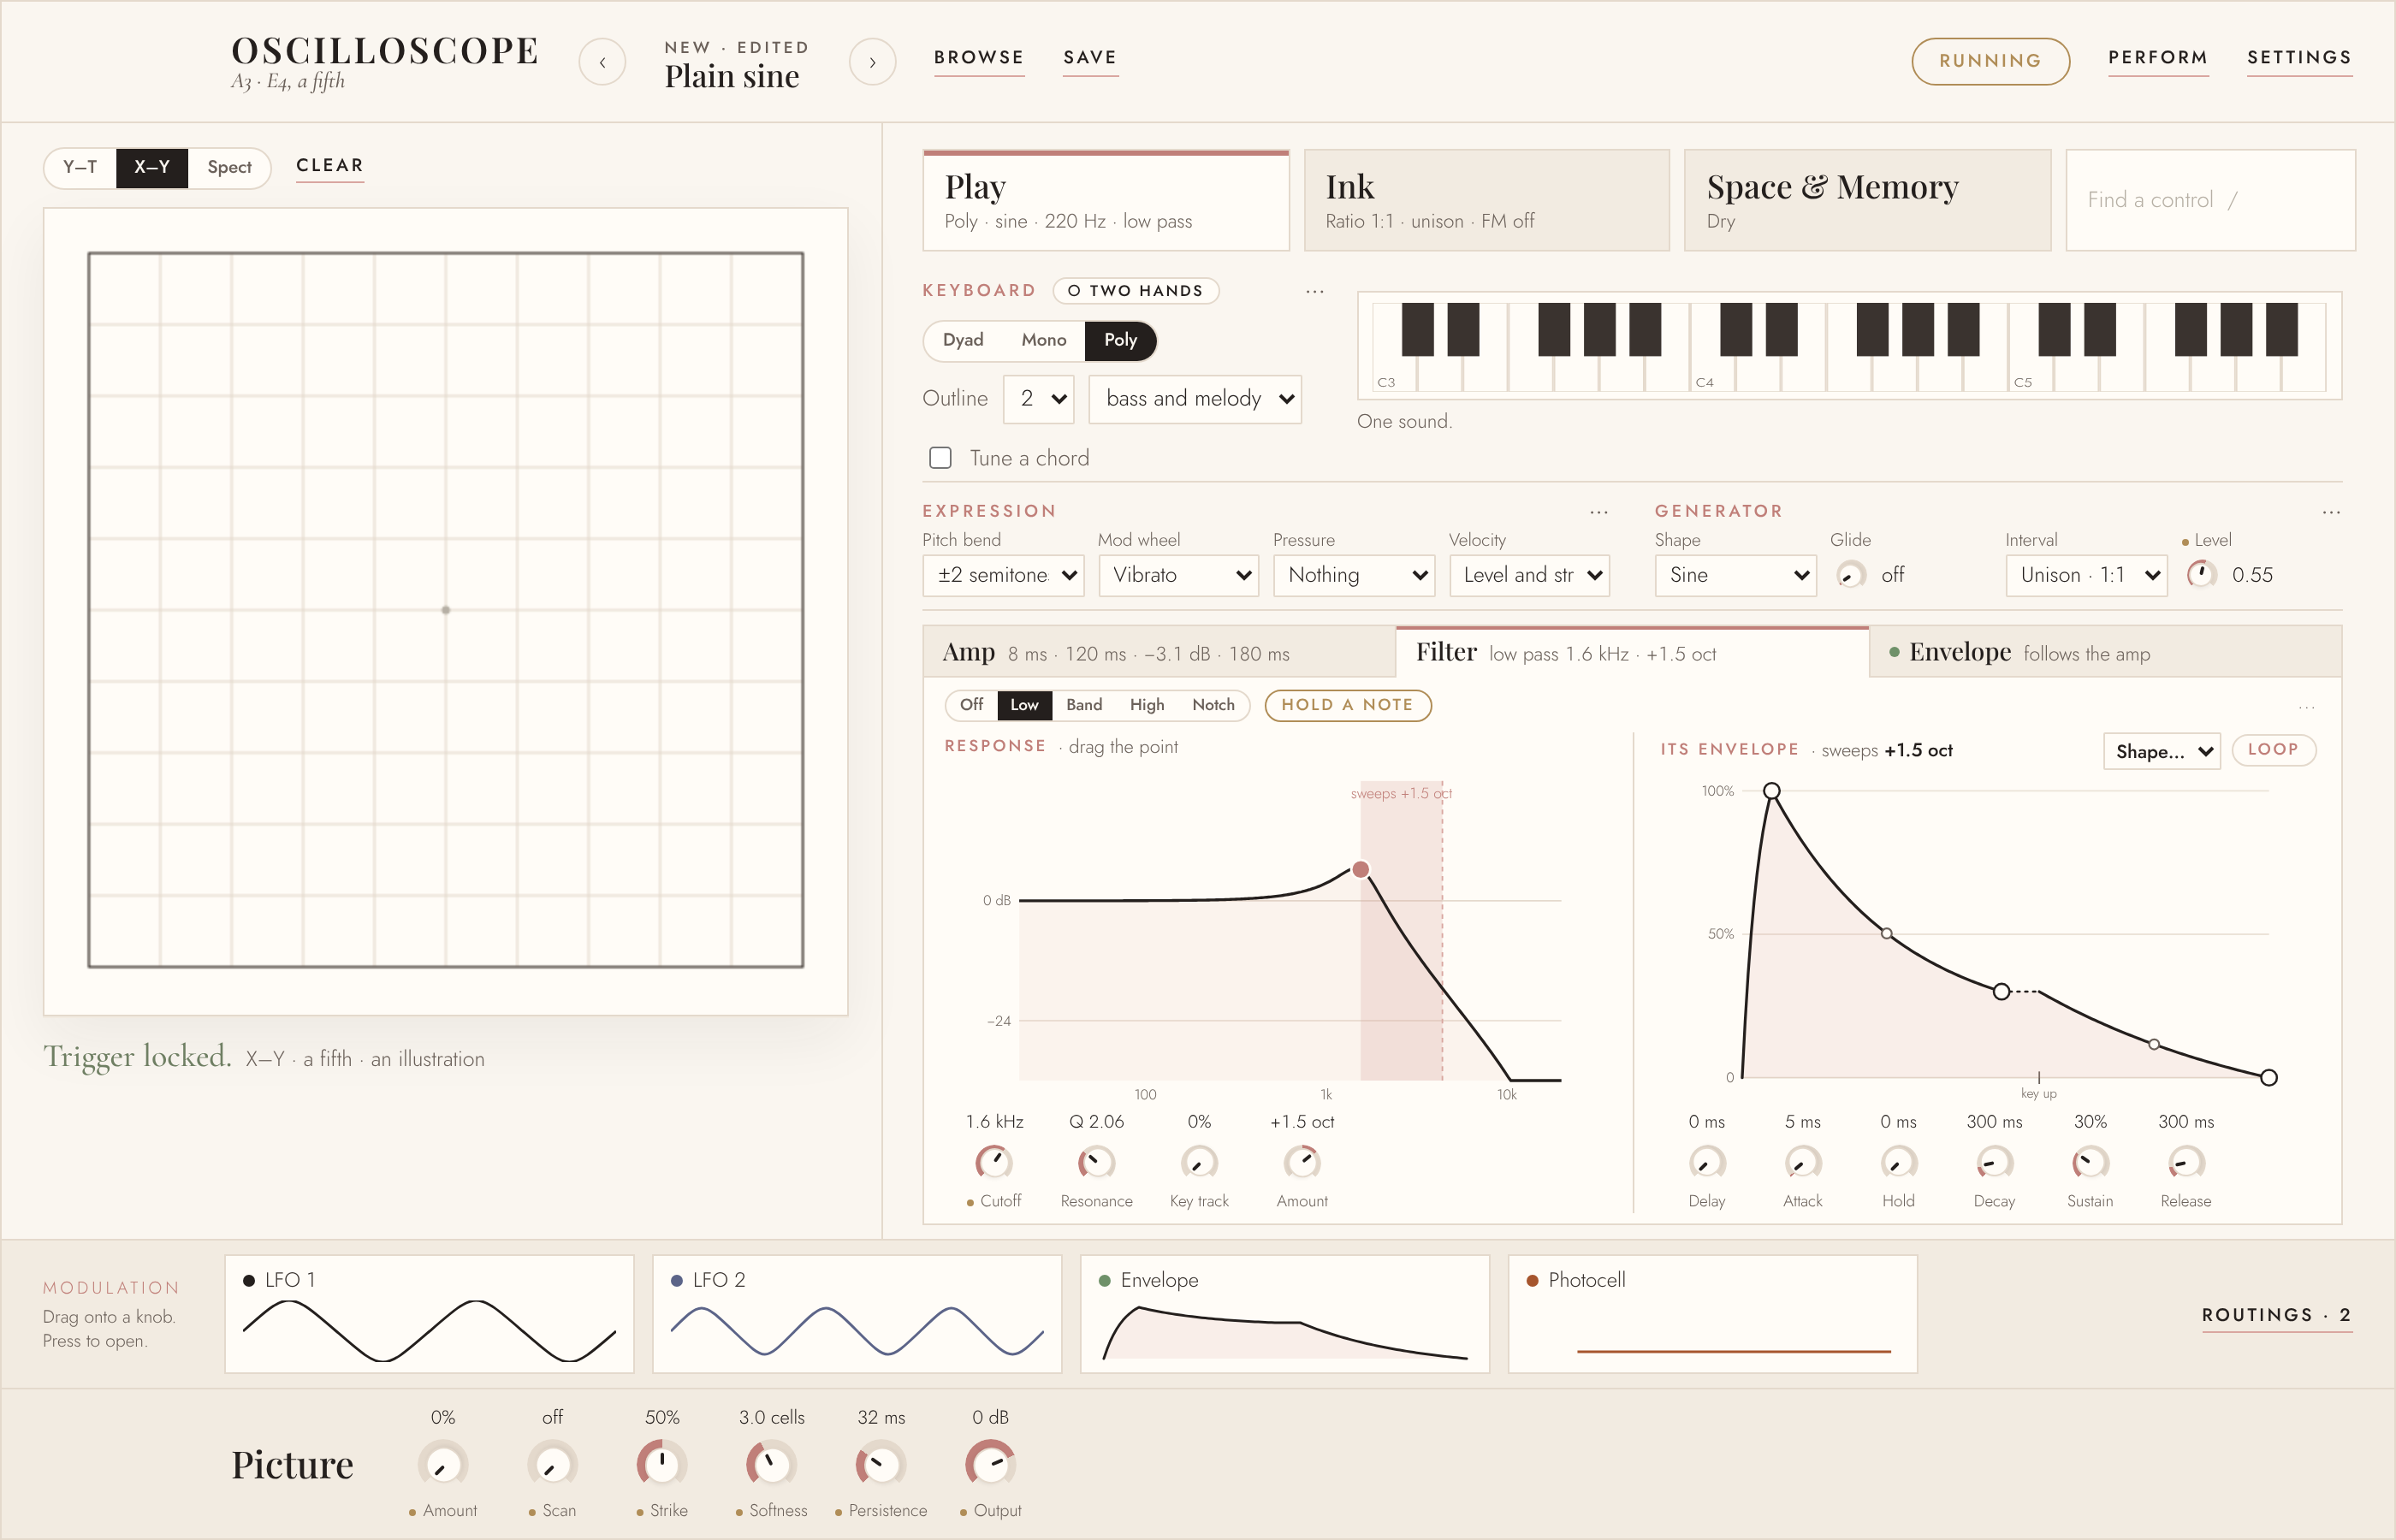 OSCILLOSCOPE
A3 · E4, a fifth
‹
NEW · EDITED
Plain sine
›
BROWSE
SAVE
RUNNING
PERFORM
SETTINGS
Y–T X–Y Spect
CLEAR
Trigger locked. X–Y · a fifth · an illustration
Play
Poly · sine · 220 Hz · low pass
Ink
Ratio 1:1 · unison · FM off
Space & Memory
Dry
Find a control /
KEYBOARD
TWO HANDS
...
Dyad Mono Poly
Outline 2 bass and melody
Tune a chord
C3 C4 C5
One sound.
EXPRESSION ...
Pitch bend Mod wheel Pressure Velocity
±2 semitone Vibrato Nothing Level and str
GENERATOR ...
Shape Glide Interval Level
Sine off Unison · 1:1 0.55
Amp 8 ms · 120 ms · −3.1 dB · 180 ms
Filter low pass 1.6 kHz · +1.5 oct
Envelope follows the amp
Off Low Band High Notch
HOLD A NOTE
...
RESPONSE · drag the point
sweeps +1.5 oct
0 dB
−24
100 1k 10k
1.6 kHz Q 2.06 0% +1.5 oct
Cutoff Resonance Key track Amount
ITS ENVELOPE · sweeps +1.5 oct
Shape...
LOOP
100%
50%
0
key up
0 ms 5 ms 0 ms 300 ms 30% 300 ms
Delay Attack Hold Decay Sustain Release
MODULATION
Drag onto a knob.
Press to open.
LFO 1
LFO 2
Envelope
Photocell
ROUTINGS · 2
Picture
0% off 50% 3.0 cells 32 ms 0 dB
Amount Scan Strike Softness Persistence Output